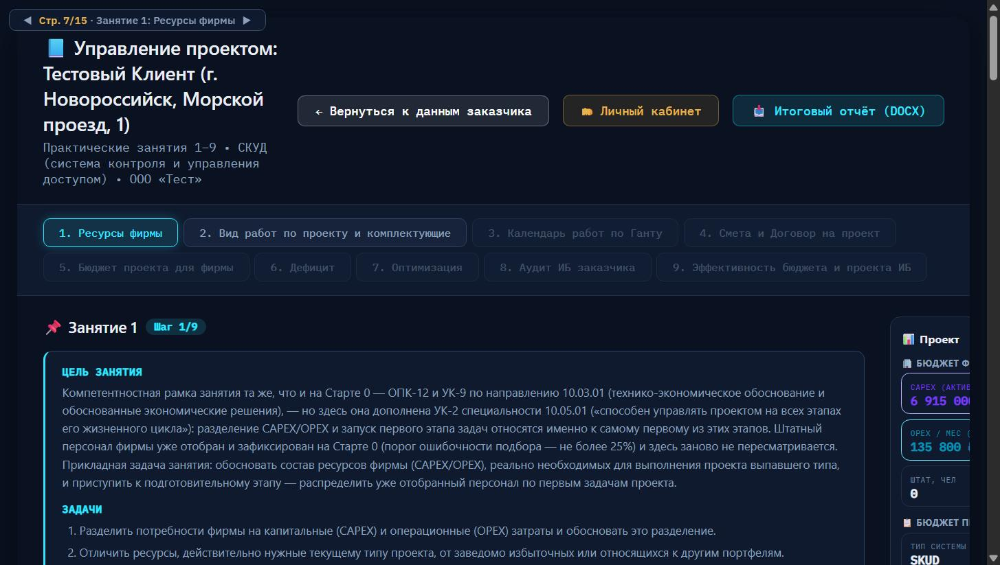 ◀ Стр. 7/15 · Занятие 1: Ресурсы фирмы ▶
Управление проектом:
Тестовый Клиент (г.
Новороссийск, Морской
проезд, 1)
Практические занятия 1–9 • СКУД
(система контроля и управления
доступом) • ООО «Тест»
← Вернуться к данным заказчика
Личный кабинет
Итоговый отчёт (DOCX)
1. Ресурсы фирмы
2. Вид работ по проекту и комплектующие
3. Календарь работ по Ганту
4. Смета и Договор на проект
5. Бюджет проекта для фирмы
6. Дефицит
7. Оптимизация
8. Аудит ИБ заказчика
9. Эффективность бюджета и проекта ИБ
Занятие 1 Шаг 1/9
ЦЕЛЬ ЗАНЯТИЯ
Компетентностная рамка занятия та же, что и на Старте 0 — ОПК-12 и УК-9 по направлению 10.03.01 (технико-экономическое обоснование и
обоснованные экономические решения), — но здесь она дополнена УК-2 специальности 10.05.01 («способен управлять проектом на всех этапах
его жизненного цикла»): разделение CAPEX/OPEX и запуск первого этапа задач относятся именно к самому первому из этих этапов. Штатный
персонал фирмы уже отобран и зафиксирован на Старте 0 (порог ошибочности подбора — не более 25%) и здесь заново не пересматривается.
Прикладная задача занятия: обосновать состав ресурсов фирмы (CAPEX/OPEX), реально необходимых для выполнения проекта выпавшего типа,
и приступить к подготовительному этапу — распределить уже отобранный персонал по первым задачам проекта.
ЗАДАЧИ
1. Разделить потребности фирмы на капитальные (CAPEX) и операционные (OPEX) затраты и обосновать это разделение.
2. Отличить ресурсы, действительно нужные текущему типу проекта, от заведомо избыточных или относящихся к другим портфелям.
Проект
БЮДЖЕТ Ф
CAPEX (АКТИВ
6 915 000
OPEX / МЕС (
135 800
ШТАТ, ЧЕЛ
0
БЮДЖЕТ П
ТИП СИСТЕМЫ
SKUD